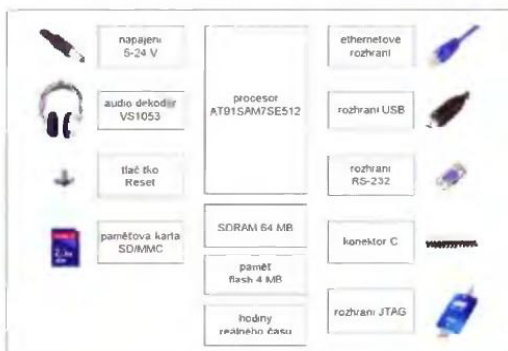 napájení
5-24 V
audio dekodér
VS1053
tlačítko
Reset
paměťová karta
SD/MMC
procesor
AT91SAM7SE512
SDRAM 64 MB
paměť
flash 4 MB
hodiny
reálného času
ethernetové
rozhraní
rozhraní USB
rozhraní
RS-232
konektor C
rozhraní JTAG